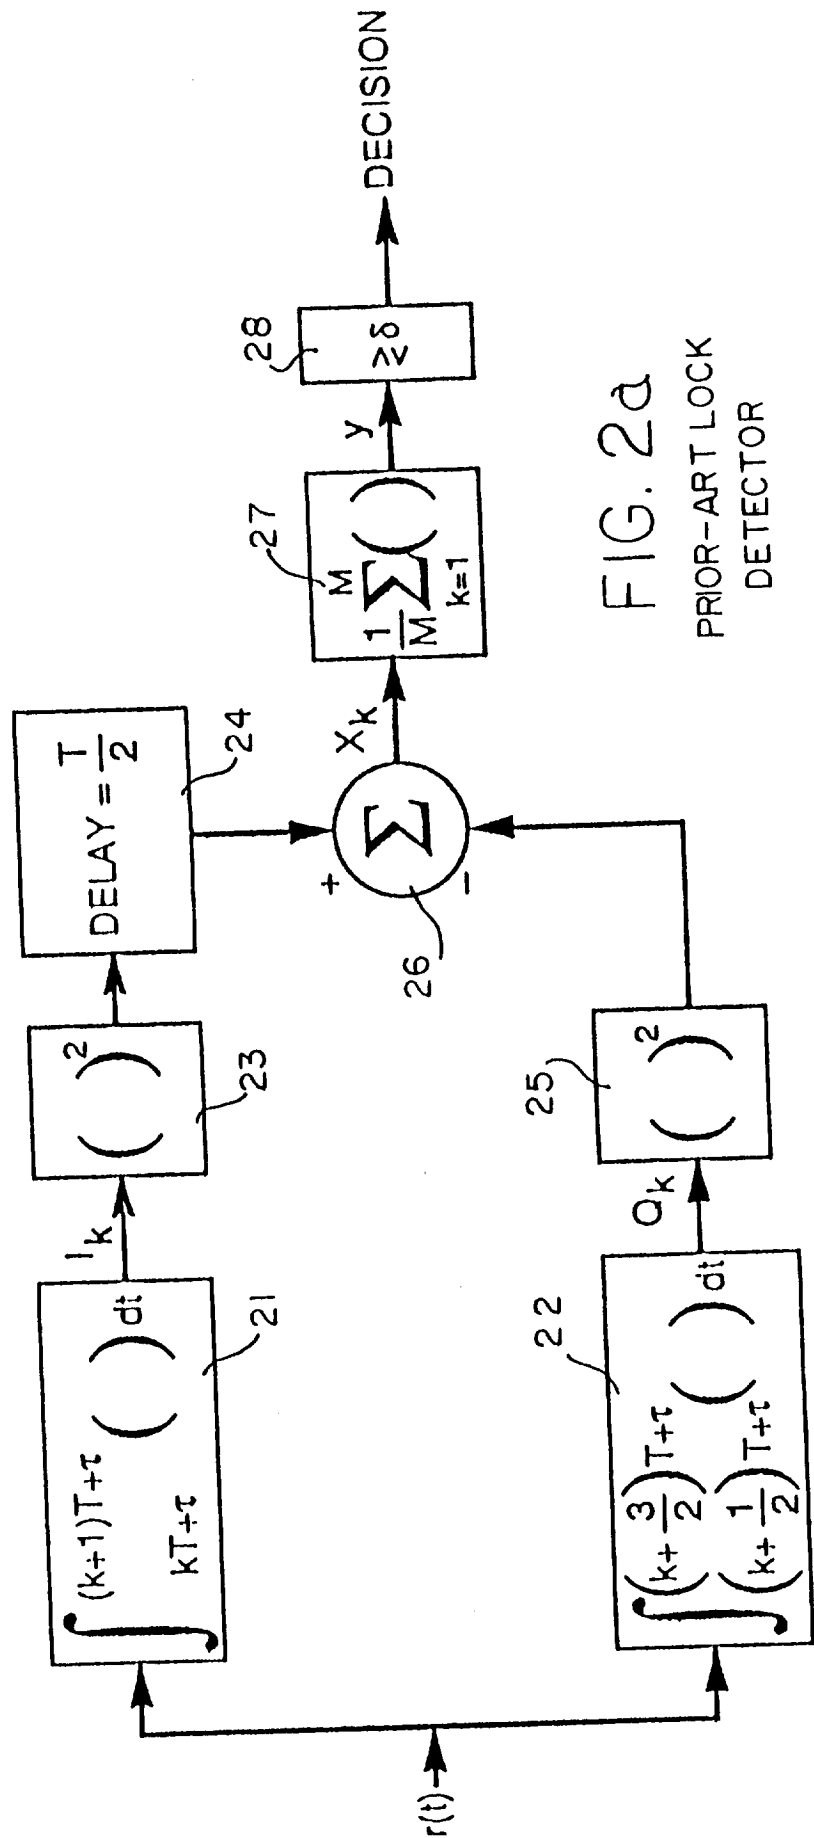 r(t)
∫ (k+1)T+τ
kT+τ
( ) dt
21
I_k
( )²
23
DELAY = T/2
24
∫ (k+3/2)T+τ
(k+1/2)T+τ
( ) dt
22
Q_k
( )²
25
+
Σ
−
26
X_k
1/M
M
Σ ( )
k=1
27
y
≥δ
28
DECISION
FIG. 2a
PRIOR-ART LOCK
DETECTOR